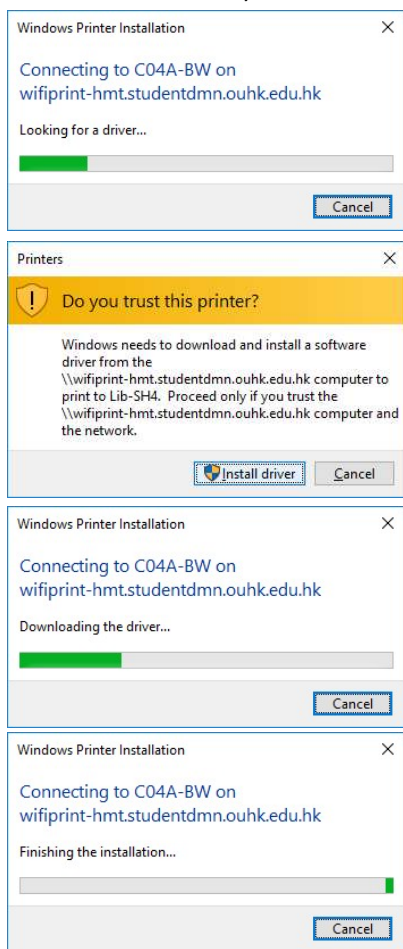 Windows Printer Installation
Connecting to C04A-BW on
wifiprint-hmt.studentdmn.ouhk.edu.hk
Looking for a driver...
Cancel
Printers
Do you trust this printer?
Windows needs to download and install a software
driver from the
\\wifiprint-hmt.studentdmn.ouhk.edu.hk computer to
print to Lib-SH4. Proceed only if you trust the
\\wifiprint-hmt.studentdmn.ouhk.edu.hk computer and
the network.
Install driver Cancel
Windows Printer Installation
Connecting to C04A-BW on
wifiprint-hmt.studentdmn.ouhk.edu.hk
Downloading the driver...
Cancel
Windows Printer Installation
Connecting to C04A-BW on
wifiprint-hmt.studentdmn.ouhk.edu.hk
Finishing the installation...
Cancel